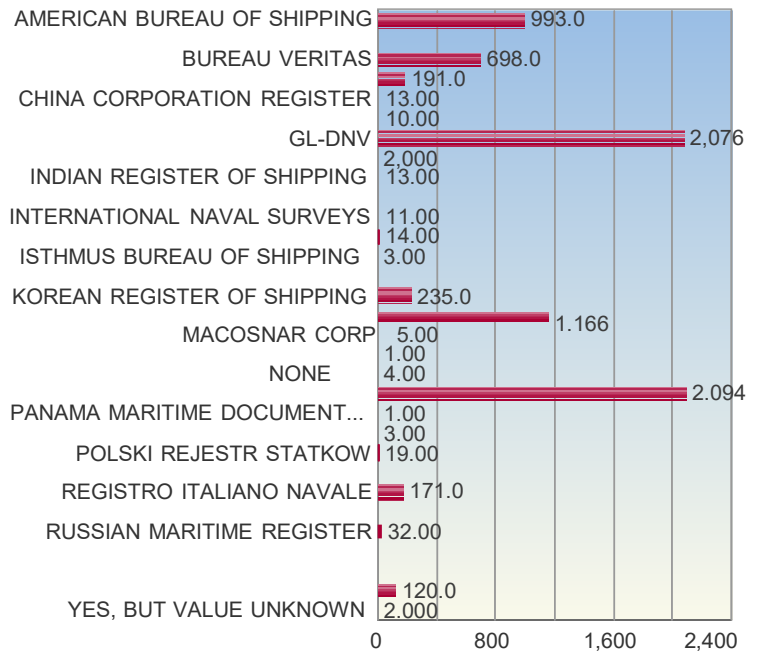 AMERICAN BUREAU OF SHIPPING 993.0
BUREAU VERITAS 698.0
191.0
CHINA CORPORATION REGISTER 13.00
10.00
GL-DNV 2,076
2,000
INDIAN REGISTER OF SHIPPING 13.00
INTERNATIONAL NAVAL SURVEYS 11.00
14.00
ISTHMUS BUREAU OF SHIPPING 3.00
KOREAN REGISTER OF SHIPPING 235.0
1.166
MACOSNAR CORP 5.00
1.00
NONE 4.00
2.094
PANAMA MARITIME DOCUMENT... 1.00
3.00
POLSKI REJESTR STATKOW 19.00
REGISTRO ITALIANO NAVALE 171.0
RUSSIAN MARITIME REGISTER 32.00
120.0
YES, BUT VALUE UNKNOWN 2.000
0 800 1,600 2,400